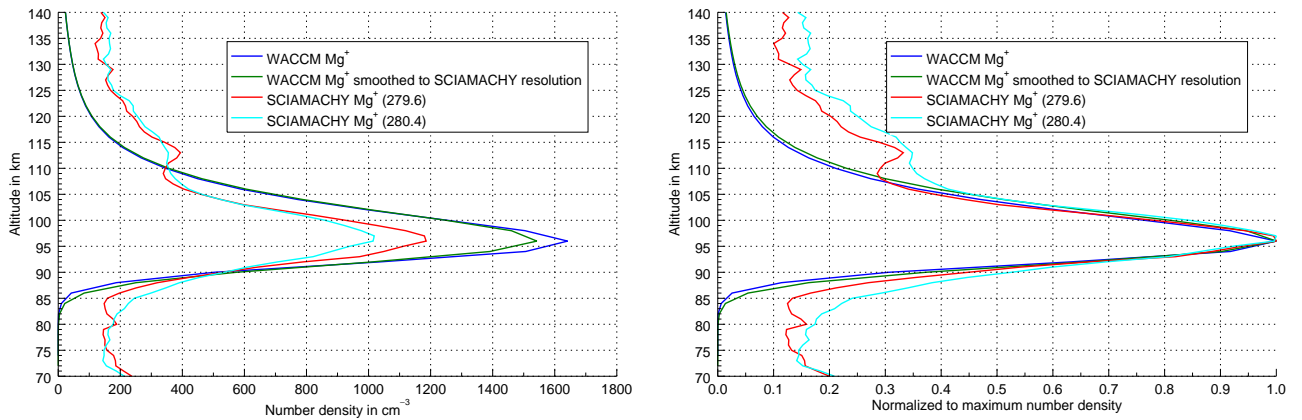 140
135
130
125
120
115
110
105
100
95
90
85
80
75
70
Altitude in km
0 200 400 600 800 1000 1200 1400 1600 1800
Number density in cm⁻³
WACCM Mg⁺
WACCM Mg⁺ smoothed to SCIAMACHY resolution
SCIAMACHY Mg⁺ (279.6)
SCIAMACHY Mg⁺ (280.4)
140
135
130
125
120
115
110
105
100
95
90
85
80
75
70
Altitude in km
0.0 0.1 0.2 0.3 0.4 0.5 0.6 0.7 0.8 0.9 1.0
Normalized to maximum number density
WACCM Mg⁺
WACCM Mg⁺ smoothed to SCIAMACHY resolution
SCIAMACHY Mg⁺ (279.6)
SCIAMACHY Mg⁺ (280.4)